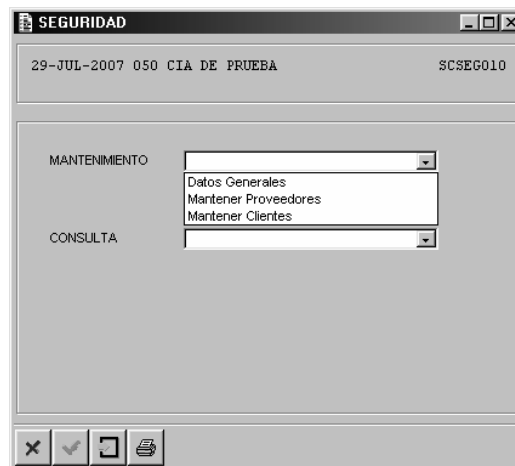 SEGURIDAD
29-JUL-2007 050 CIA DE PRUEBA SCSEG010
MANTENIMIENTO
Datos Generales
Mantener Proveedores
Mantener Clientes
CONSULTA